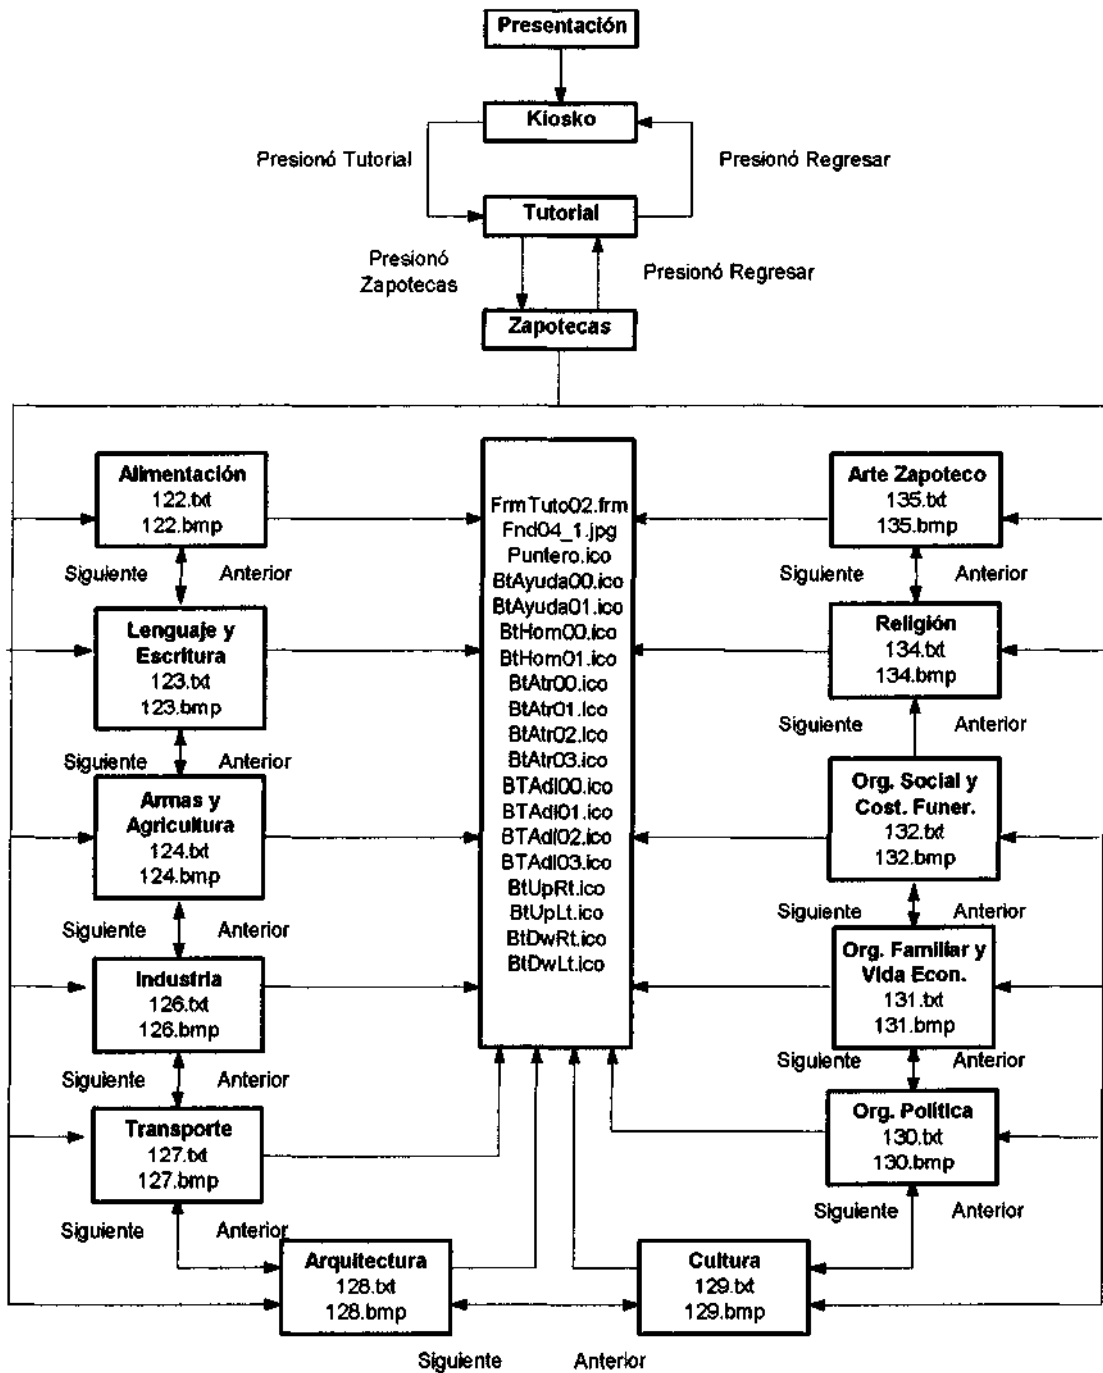 Presentación
Kiosko
Presionó Tutorial
Presionó Regresar
Tutorial
Presionó
Zapotecas
Presionó Regresar
Zapotecas
Alimentación
122.txt
122.bmp
Siguiente Anterior
Lenguaje y
Escritura
123.txt
123.bmp
Siguiente Anterior
Armas y
Agricultura
124.txt
124.bmp
Siguiente Anterior
Industria
126.txt
126.bmp
Siguiente Anterior
Transporte
127.txt
127.bmp
Siguiente Anterior
Arquitectura
128.txt
128.bmp
Siguiente Anterior
FrmTuto02.frm
Fnd04_1.jpg
Puntero.ico
BtAyuda00.ico
BtAyuda01.ico
BtHom00.ico
BtHom01.ico
BtAtr00.ico
BtAtr01.ico
BtAtr02.ico
BtAtr03.ico
BTAdl00.ico
BTAdl01.ico
BTAdl02.ico
BTAdl03.ico
BtUpRt.ico
BtUpLt.ico
BtDwRt.ico
BtDwLt.ico
Arte Zapoteco
135.txt
135.bmp
Siguiente Anterior
Religión
134.txt
134.bmp
Siguiente Anterior
Org. Social y
Cost. Funer.
132.txt
132.bmp
Siguiente Anterior
Org. Familiar y
Vida Econ.
131.txt
131.bmp
Siguiente Anterior
Org. Política
130.txt
130.bmp
Siguiente Anterior
Cultura
129.txt
129.bmp